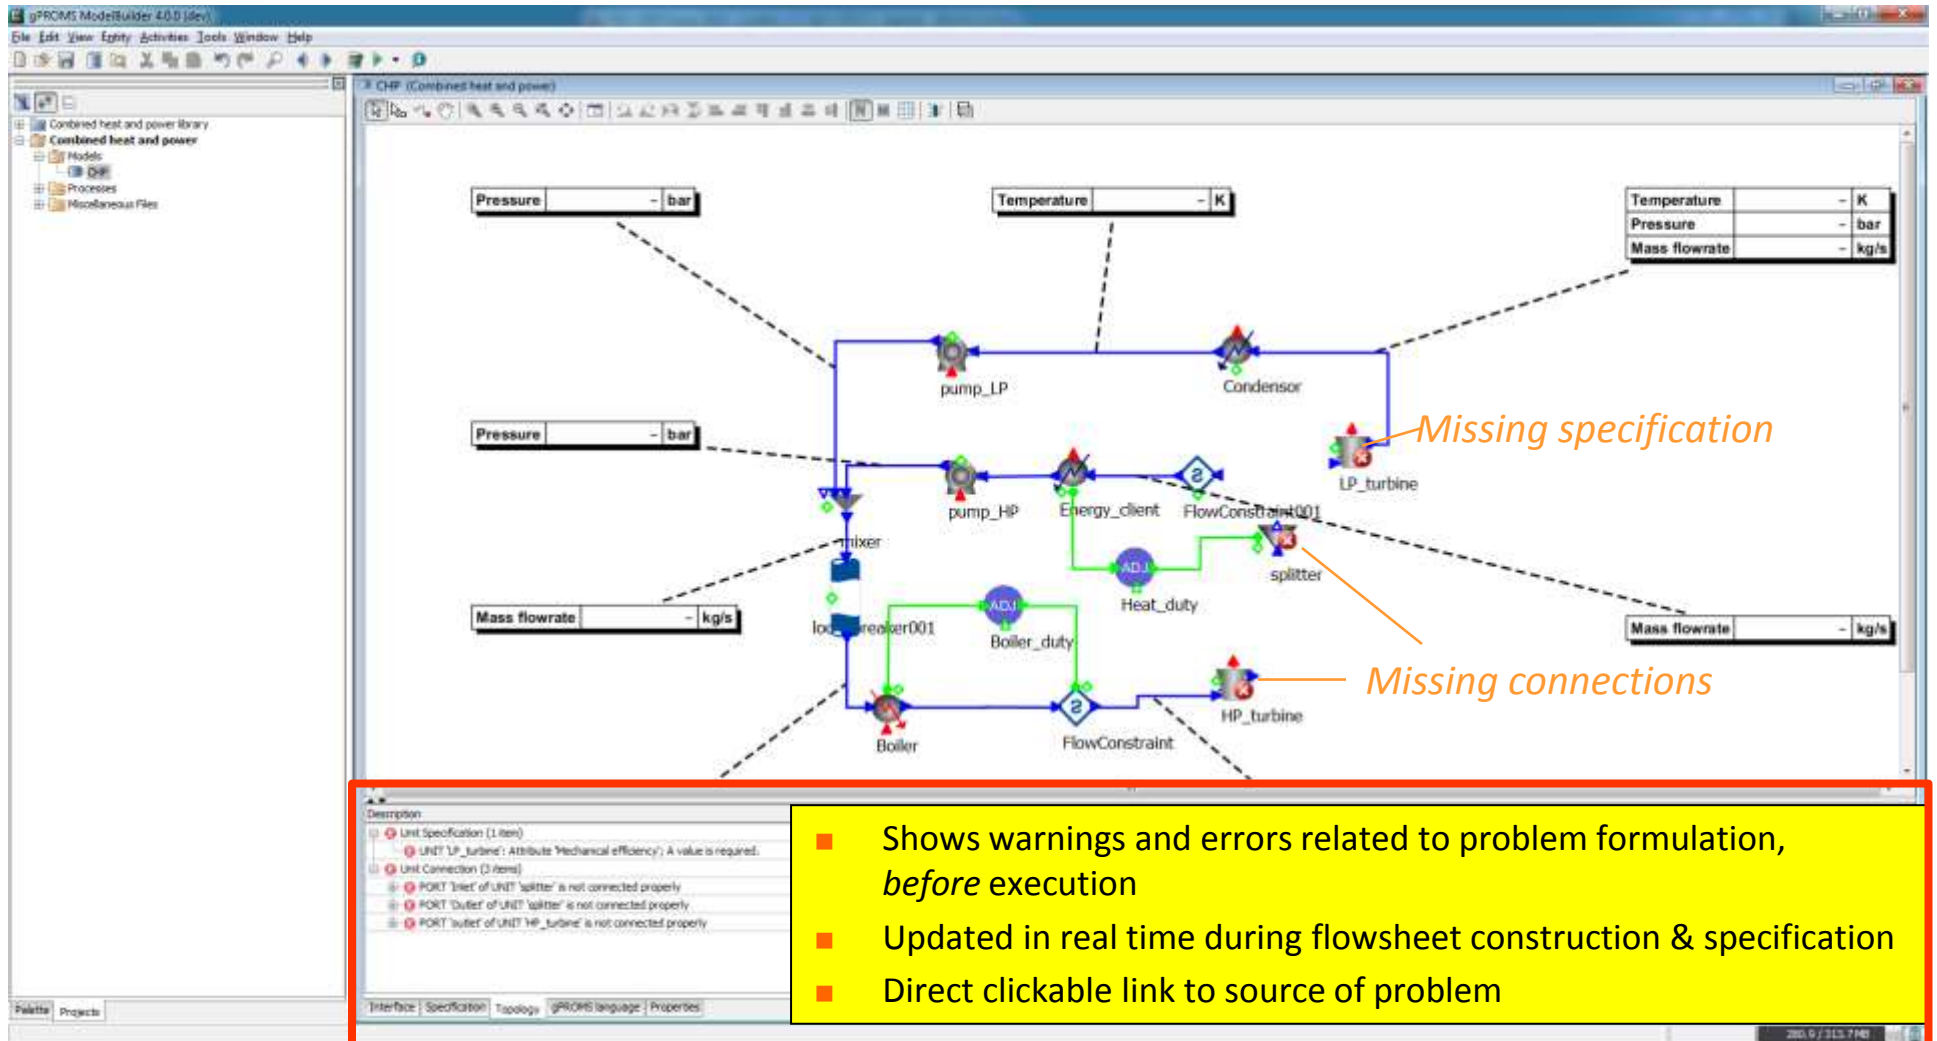 gPROMS ModelBuilder 4.0.0 (dev)
File Edit View Entity Activities Tools Window Help
CHP (Combined heat and power)
Combined heat and power library
Combined heat and power
Models
CHP
Processes
Miscellaneous Files
Pressure - bar
Temperature - K
Temperature - K
Pressure - bar
Mass flowrate - kg/s
pump_LP
Condensor
Missing specification
Pressure - bar
LP_turbine
pump_HP
Energy_client
FlowConstraint001
mixer
ADJ
splitter
Heat_duty
ADJ
Mass flowrate - kg/s
Boiler_duty
Mass flowrate - kg/s
Missing connections
HP_turbine
Boiler
FlowConstraint
Description
Unit Specification (1 item)
UNIT 'LP_turbine': Attribute 'Mechanical efficiency': A value is required.
Unit Connection (3 items)
PORT 'Inlet' of UNIT 'splitter' is not connected properly
PORT 'Outlet' of UNIT 'splitter' is not connected properly
PORT 'outlet' of UNIT 'HP_turbine' is not connected properly
Shows warnings and errors related to problem formulation,
before execution
Updated in real time during flowsheet construction & specification
Direct clickable link to source of problem
Palette Projects
Interface Specification Topology gPROMS language Properties
280.9 / 313.7 MB